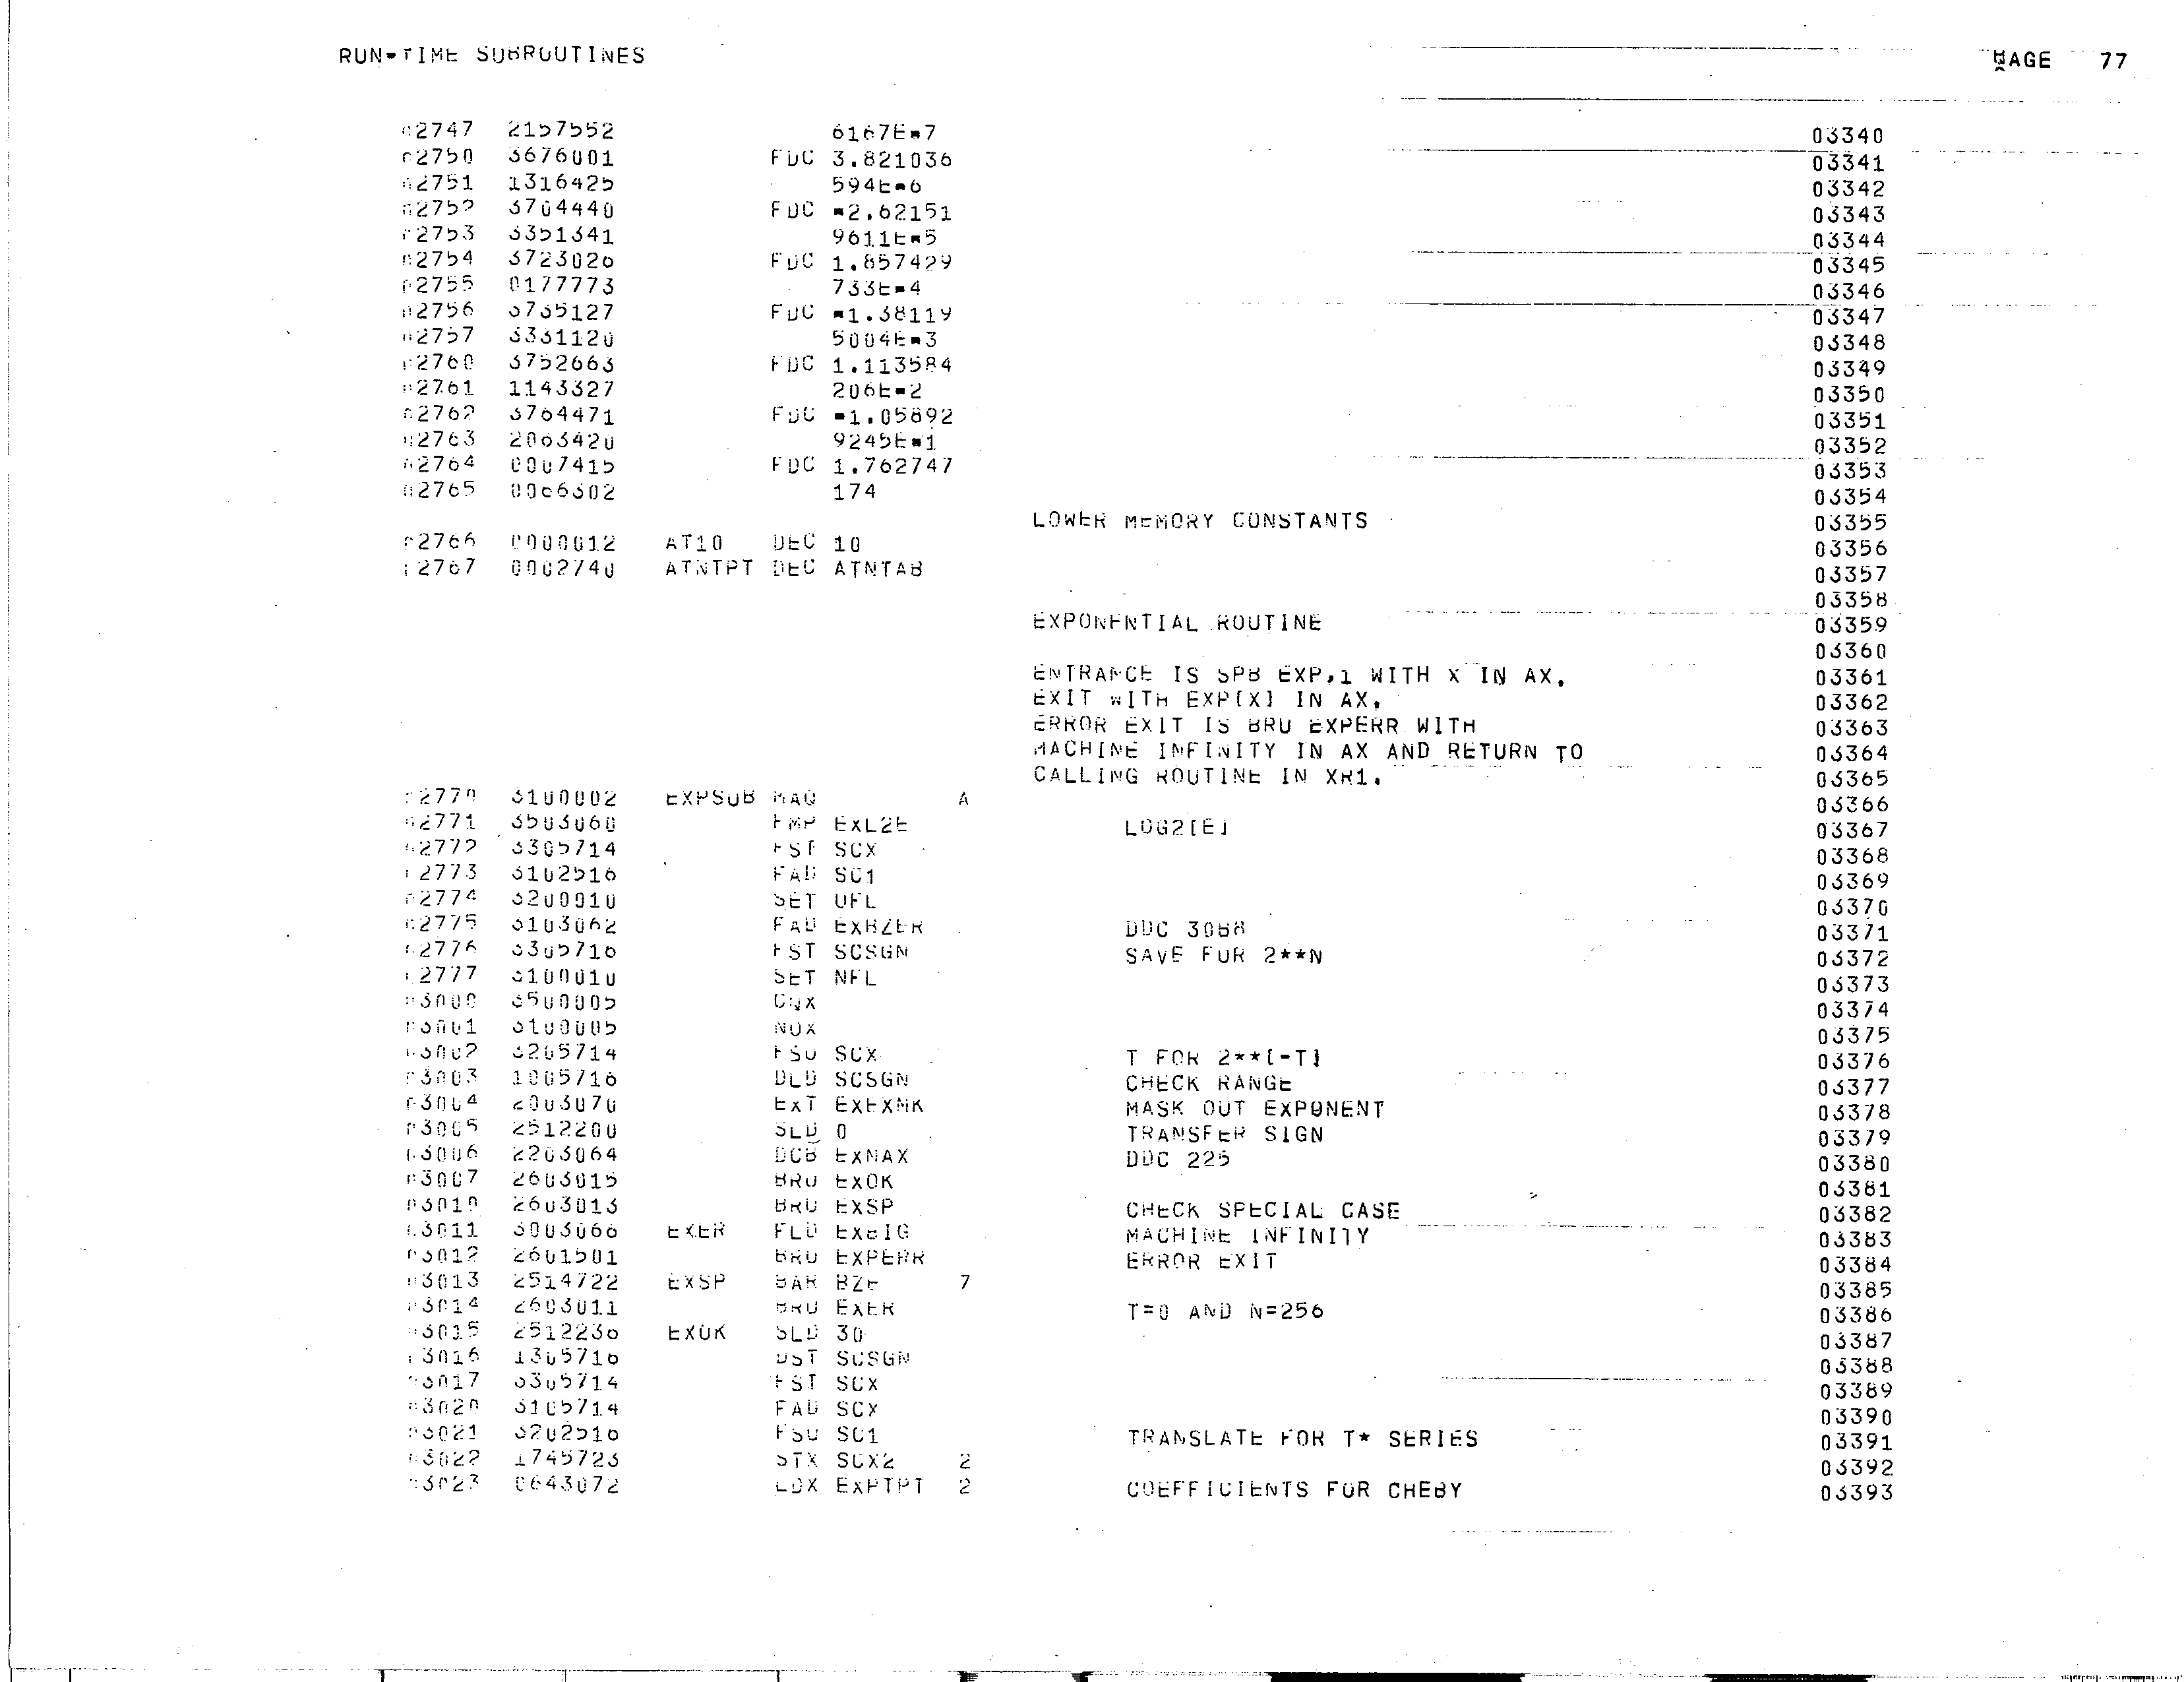 RUN-TIME SUBROUTINES PAGE 77
02747 2157552 6167E-7 03340
02750 3676001 FDC 3.821036 03341
02751 1316425 594E-6 03342
02752 3704440 FDC -2.62151 03343
02753 3351341 9611E-5 03344
02754 3723026 FDC 1.857429 03345
02755 0177773 733E-4 03346
02756 3735127 FDC -1.38119 03347
02757 3331120 5004E-3 03348
02760 3752663 FDC 1.113584 03349
02761 1143327 206E-2 03350
02762 3764471 FDC -1.05892 03351
02763 2063420 9245E-1 03352
02764 0007415 FDC 1.762747 03353
02765 0066302 174 03354
LOWER MEMORY CONSTANTS 03355
02766 0000012 AT10 DEC 10 03356
02767 0002740 ATNTPT DEC ATNTAB 03357
03358
EXPONENTIAL ROUTINE 03359
03360
ENTRANCE IS SPB EXP,1 WITH X IN AX. 03361
EXIT WITH EXP[X] IN AX. 03362
ERROR EXIT IS BRU EXPERR WITH 03363
MACHINE INFINITY IN AX AND RETURN TO 03364
CALLING ROUTINE IN XR1. 03365
02770 3100002 EXPSUB MAQ A 03366
02771 3503060 FMP EXL2E LOG2[E] 03367
02772 3305714 FST SCX 03368
02773 3102516 FAD SC1 03369
02774 3200010 SET UFL 03370
02775 3103062 FAD EXBZER DDC 30B8 03371
02776 3305716 FST SCSGN SAVE FOR 2**N 03372
02777 3100010 SET NFL 03373
03000 3500005 CQX 03374
03001 3100005 NOX 03375
03002 3205714 FSU SCX T FOR 2**[-T] 03376
03003 1005716 DLD SCSGN CHECK RANGE 03377
03004 2003070 EXT EXEXMK MASK OUT EXPONENT 03378
03005 2512200 SLD 0 TRANSFER SIGN 03379
03006 2203064 DCB EXMAX DDC 225 03380
03007 2603015 BRU EXOK 03381
03010 2603013 BRU EXSP CHECK SPECIAL CASE 03382
03011 3003066 EXER FLD EXBIG MACHINE INFINITY 03383
03012 2601501 BRU EXPERR ERROR EXIT 03384
03013 2514722 EXSP BAR BZE 7 03385
03014 2603011 BRU EXER T=0 AND N=256 03386
03015 2512236 EXOK SLD 30 03387
03016 1305716 DST SCSGN 03388
03017 3305714 FST SCX 03389
03020 3105714 FAD SCX 03390
03021 3202516 FSU SC1 TRANSLATE FOR T* SERIES 03391
03022 1745723 STX SCX2 2 03392
03023 0643072 LDX EXPTPT 2 COEFFICIENTS FOR CHEBY 03393